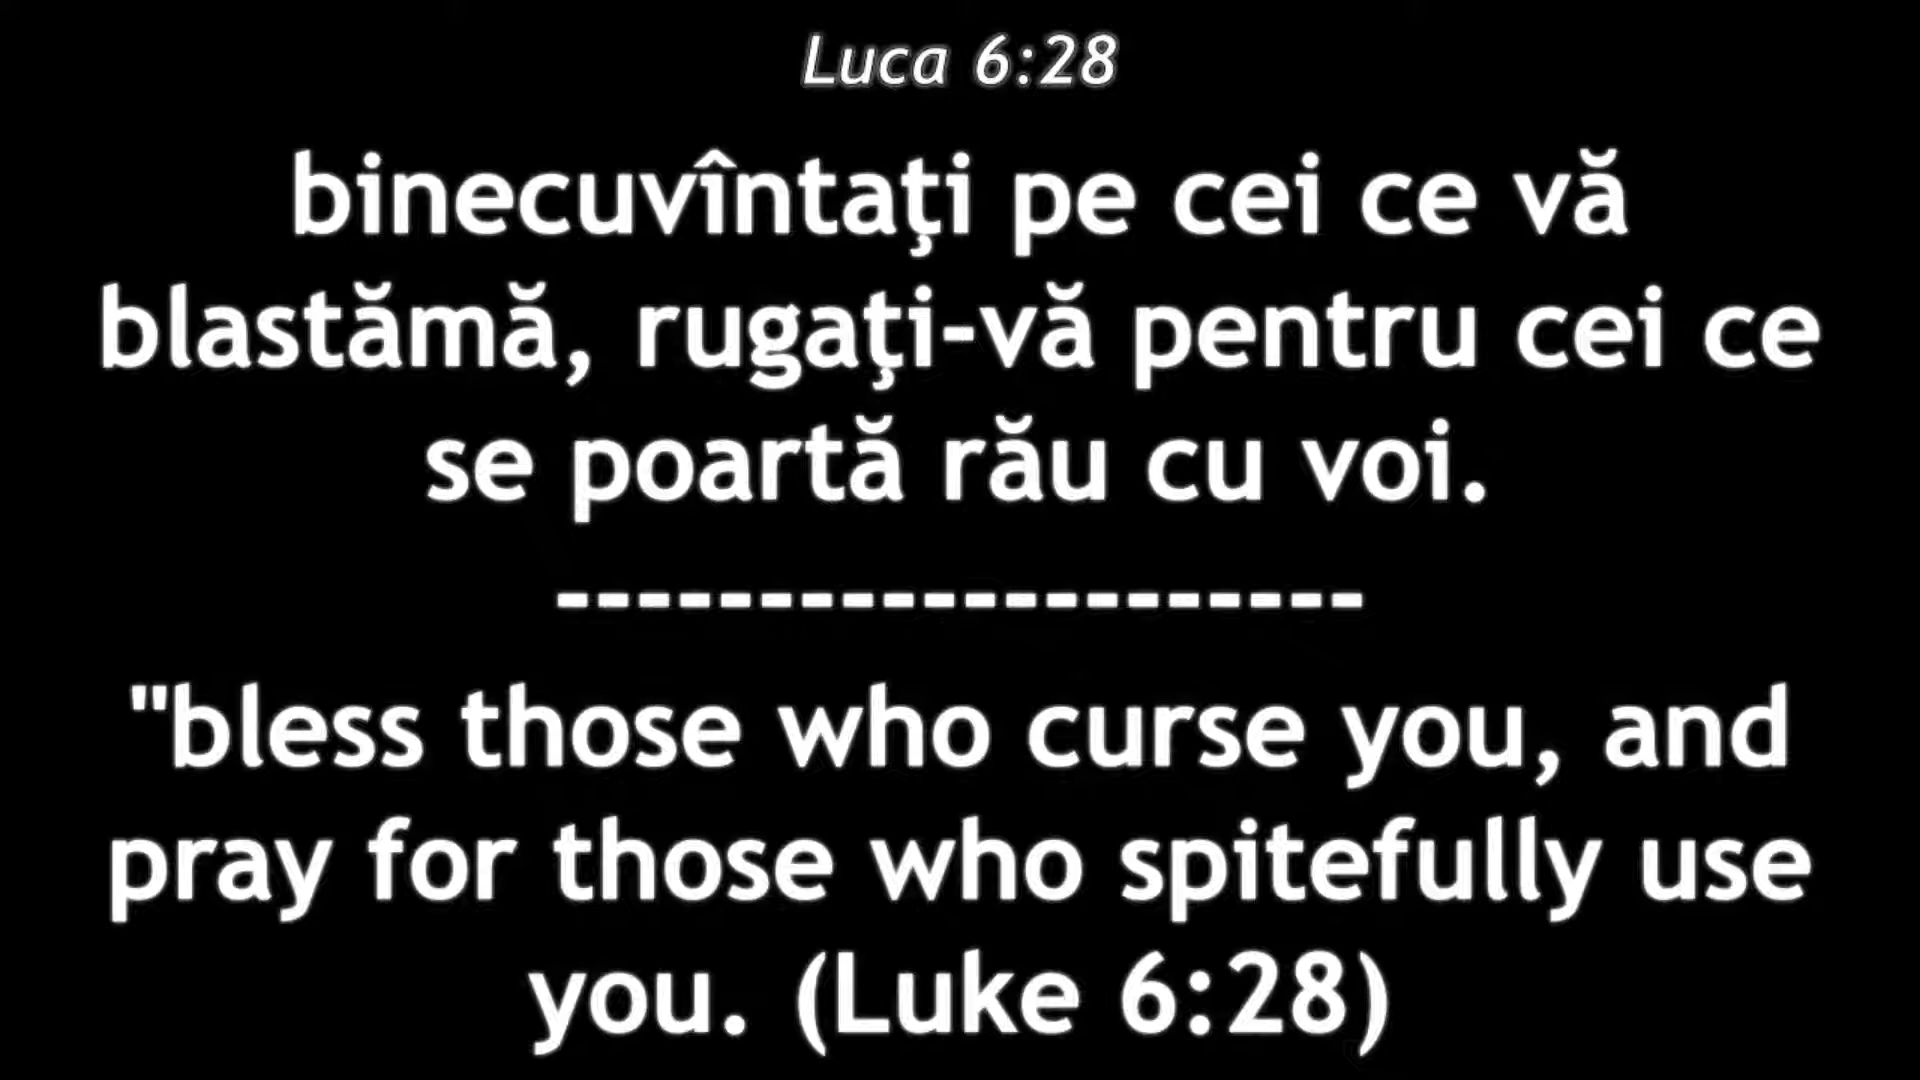 Luca 6:28
binecuvîntaţi pe cei ce vă
blastămă, rugaţi-vă pentru cei ce
se poartă rău cu voi.
--------------------
"bless those who curse you, and
pray for those who spitefully use
you. (Luke 6:28)